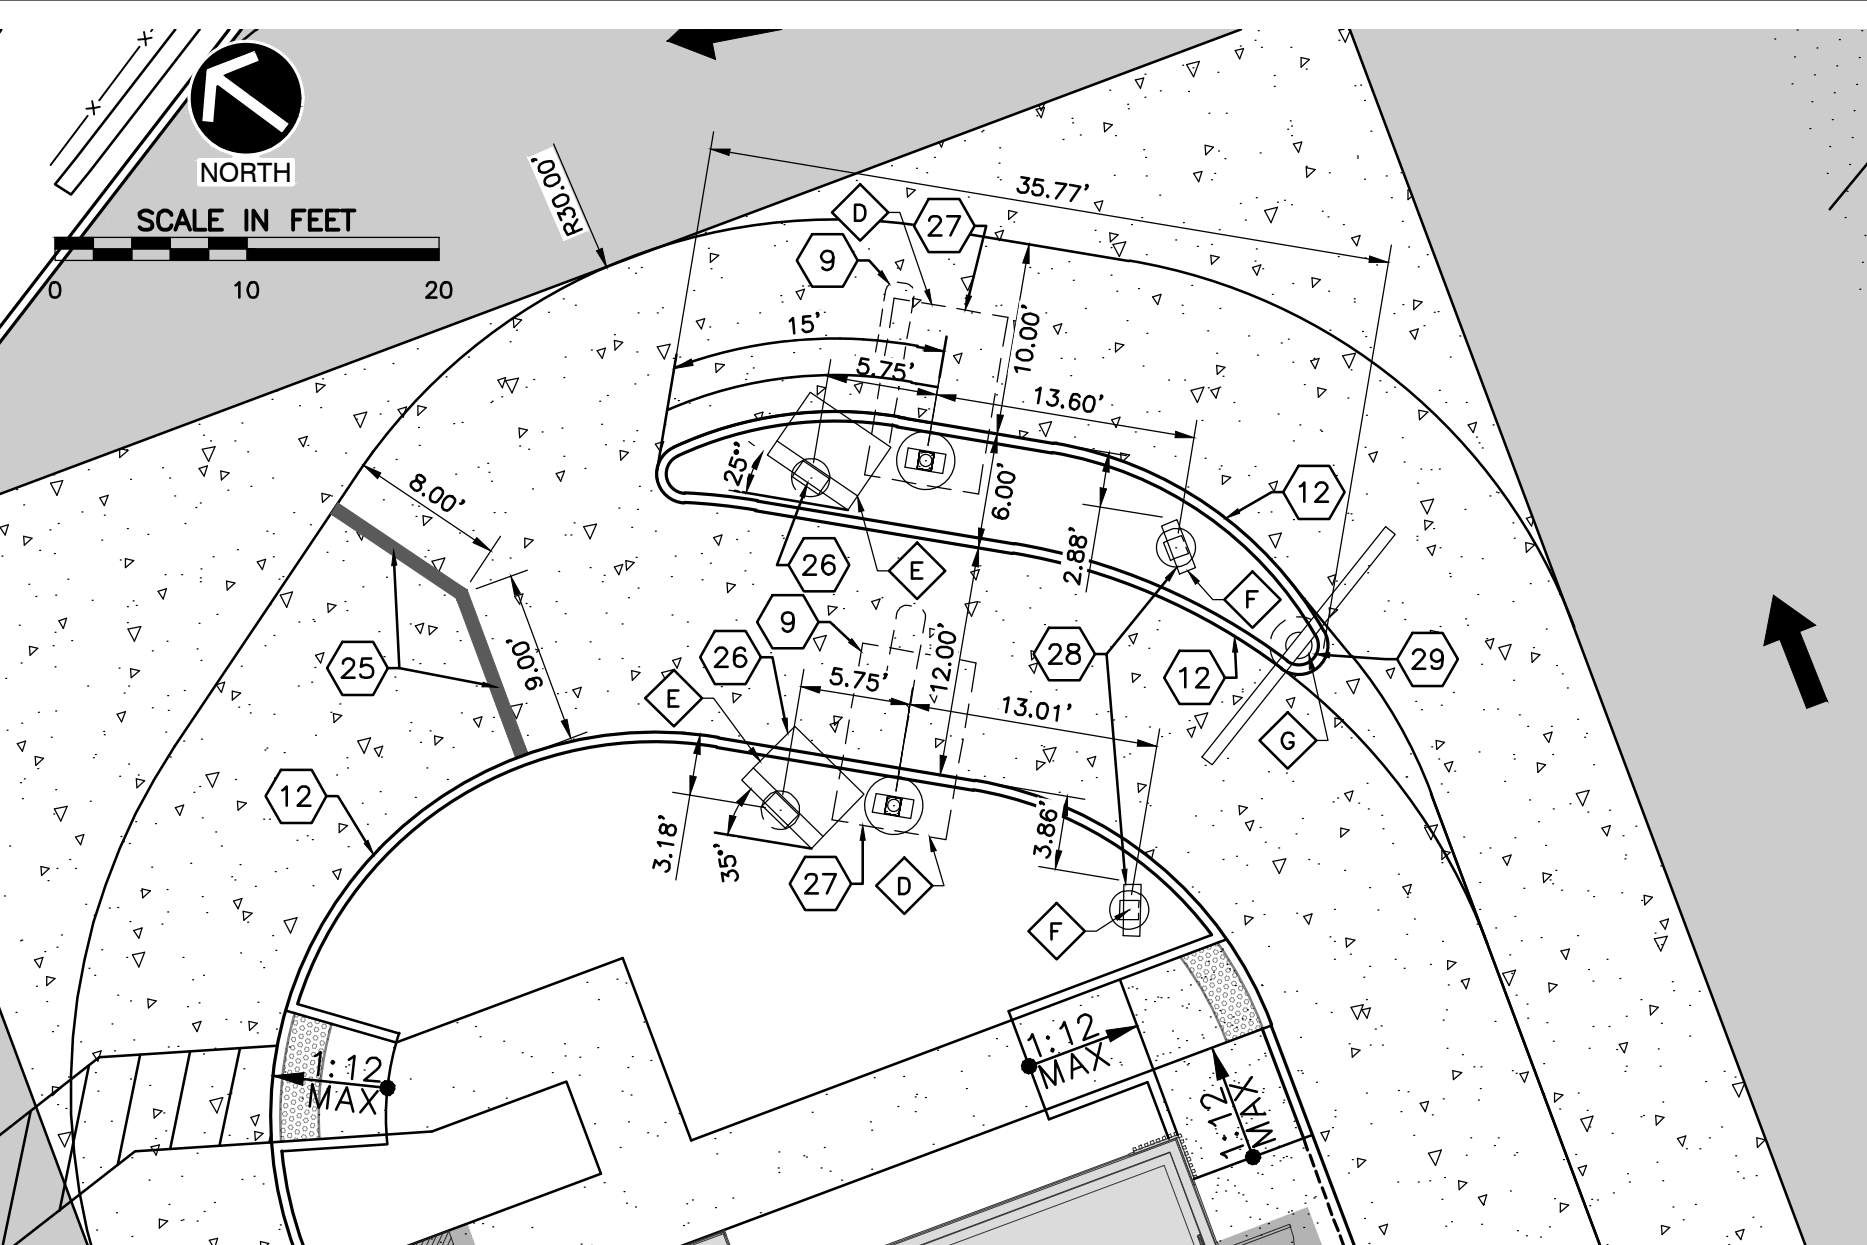 NORTH
SCALE IN FEET
0 10 20
R30.00'
35.77'
D
27
9
15'
5.75'
10.00'
13.60'
25°
6.00'
2.88'
12
8.00'
26
E
F
9
26
28
12
29
25
9.00'
E
5.75'
12.00'
13.01'
G
12
3.18'
35°
27
D
3.86'
F
1:12
MAX
1:12
MAX
1:12
MAX